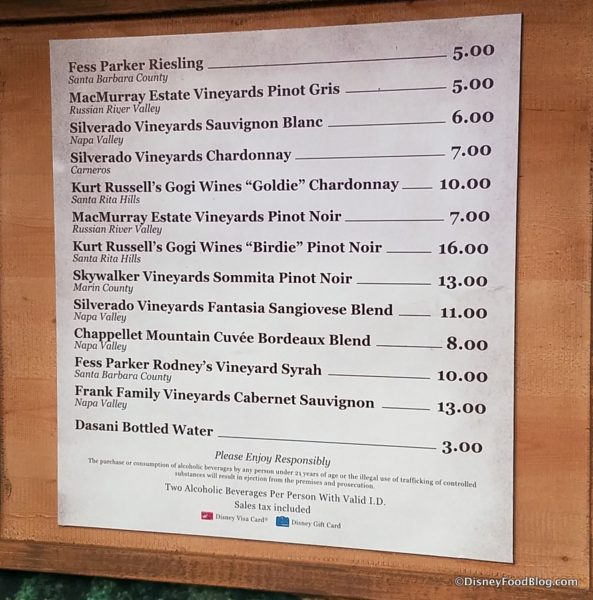 Fess Parker Riesling 5.00
Santa Barbara County
MacMurray Estate Vineyards Pinot Gris 5.00
Russian River Valley
Silverado Vineyards Sauvignon Blanc 6.00
Napa Valley
Silverado Vineyards Chardonnay 7.00
Carneros
Kurt Russell's Gogi Wines "Goldie" Chardonnay 10.00
Santa Rita Hills
MacMurray Estate Vineyards Pinot Noir 7.00
Russian River Valley
Kurt Russell's Gogi Wines "Birdie" Pinot Noir 16.00
Santa Rita Hills
Skywalker Vineyards Sommita Pinot Noir 13.00
Marin County
Silverado Vineyards Fantasia Sangiovese Blend 11.00
Napa Valley
Chappellet Mountain Cuvée Bordeaux Blend 8.00
Napa Valley
Fess Parker Rodney's Vineyard Syrah 10.00
Santa Barbara County
Frank Family Vineyards Cabernet Sauvignon 13.00
Napa Valley
Dasani Bottled Water 3.00
Please Enjoy Responsibly
The purchase or consumption of alcoholic beverages by any person under 21 years of age or the illegal use of trafficking of controlled
substances will result in ejection from the premises and prosecution.
Two Alcoholic Beverages Per Person With Valid I.D.
Sales tax included
Disney Visa Card® Disney Gift Card
©DisneyFoodBlog.com